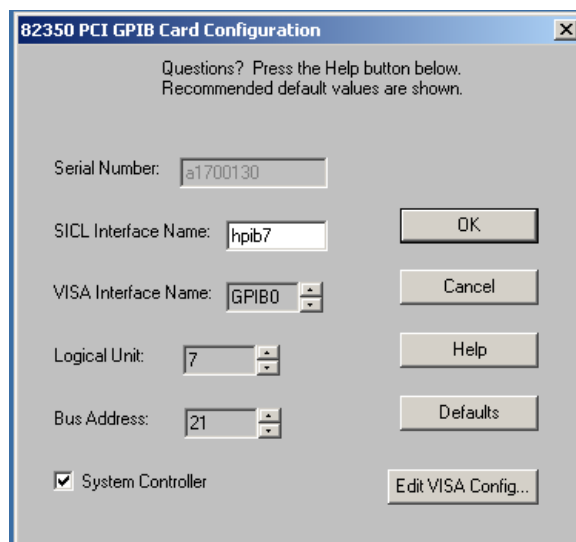 82350 PCI GPIB Card Configuration
Questions? Press the Help button below.
Recommended default values are shown.
Serial Number: a1700130
SICL Interface Name: hpib7
OK
VISA Interface Name: GPIB0
Cancel
Logical Unit: 7
Help
Bus Address: 21
Defaults
System Controller
Edit VISA Config...